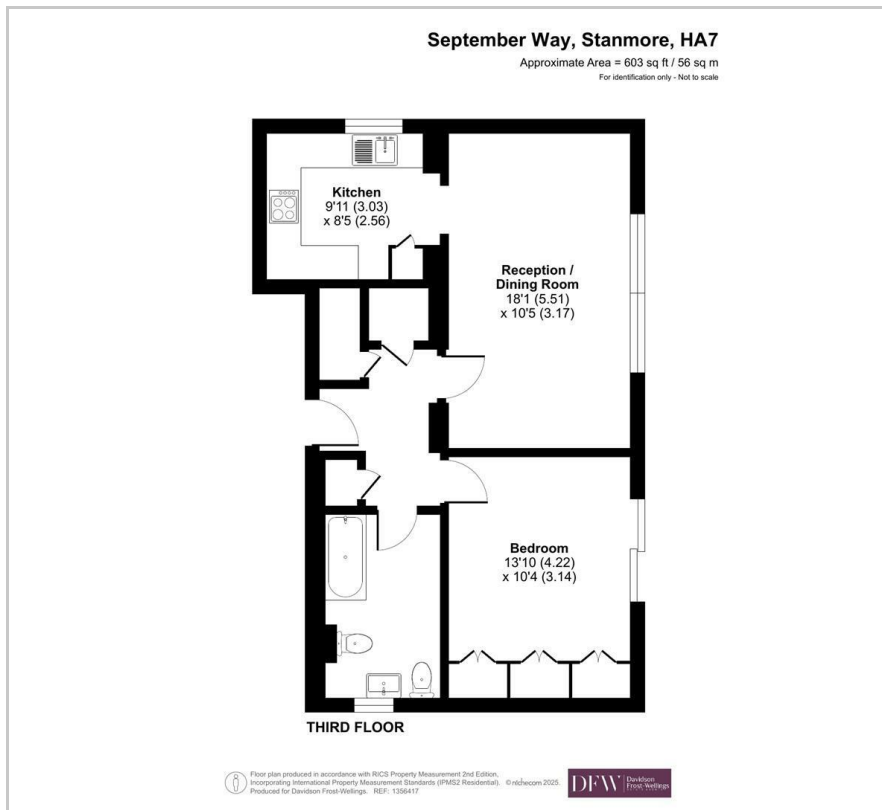 September Way, Stanmore, HA7
Approximate Area = 603 sq ft / 56 sq m
For identification only - Not to scale
Kitchen
9'11 (3.03)
x 8'5 (2.56)
Reception /
Dining Room
18'1 (5.51)
x 10'5 (3.17)
Bedroom
13'10 (4.22)
x 10'4 (3.14)
THIRD FLOOR
Floor plan produced in accordance with RICS Property Measurement 2nd Edition,
Incorporating International Property Measurement Standards (IPMS2 Residential). © nichecom 2025.
Produced for Davidson Frost-Wellings. REF: 1356417
DFW Davidson
Frost-Wellings